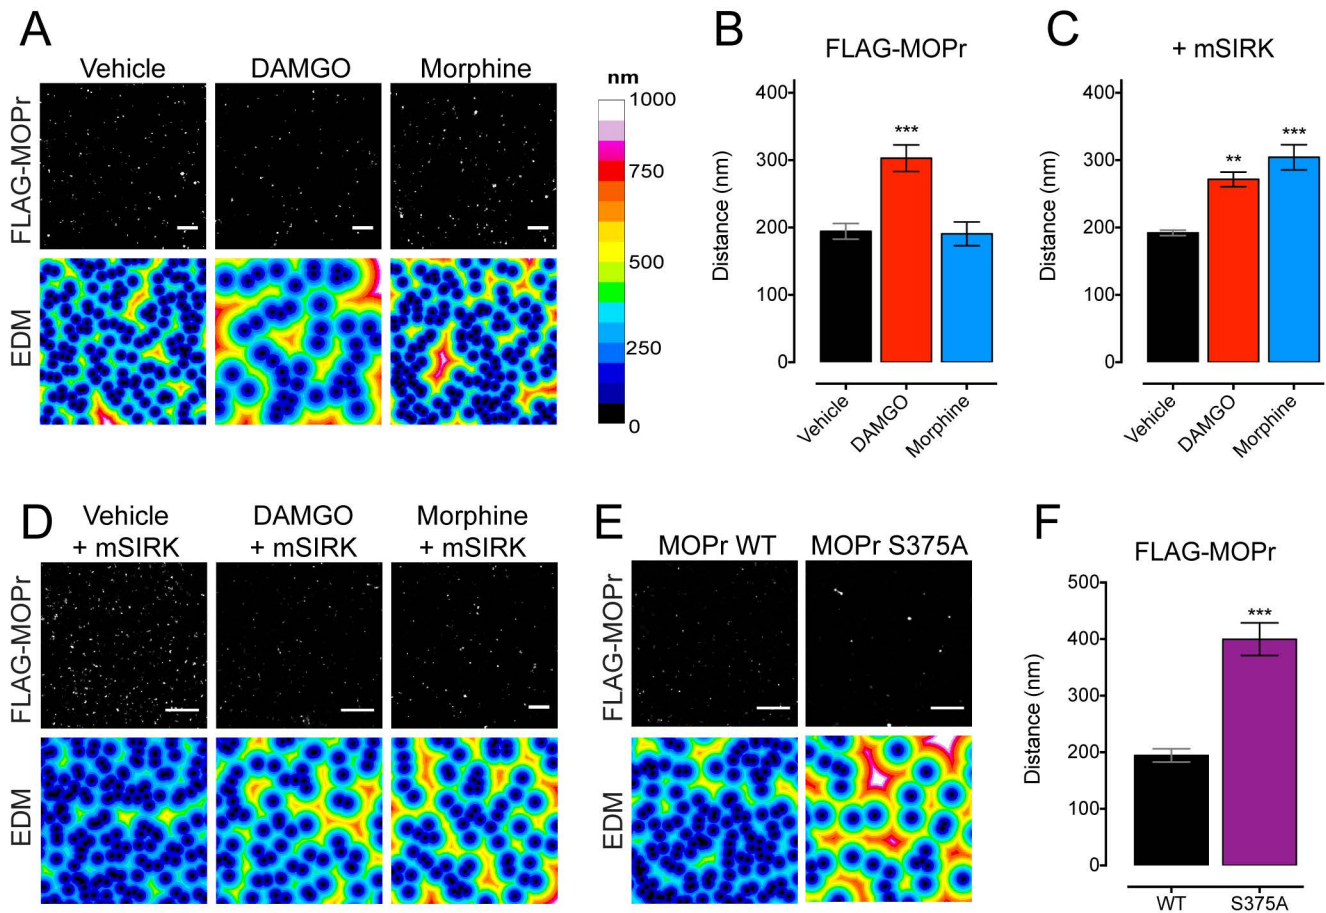 A
Vehicle
DAMGO
Morphine
FLAG-MOPr
EDM
nm
1000
750
500
250
0
B
FLAG-MOPr
Distance (nm)
400
300
200
100
0
***
Vehicle
DAMGO
Morphine
C
+ mSIRK
Distance (nm)
400
300
200
100
0
**
***
Vehicle
DAMGO
Morphine
D
Vehicle
+ mSIRK
DAMGO
+ mSIRK
Morphine
+ mSIRK
FLAG-MOPr
EDM
E
MOPr WT
MOPr S375A
FLAG-MOPr
EDM
F
FLAG-MOPr
Distance (nm)
500
400
300
200
100
0
***
WT
S375A